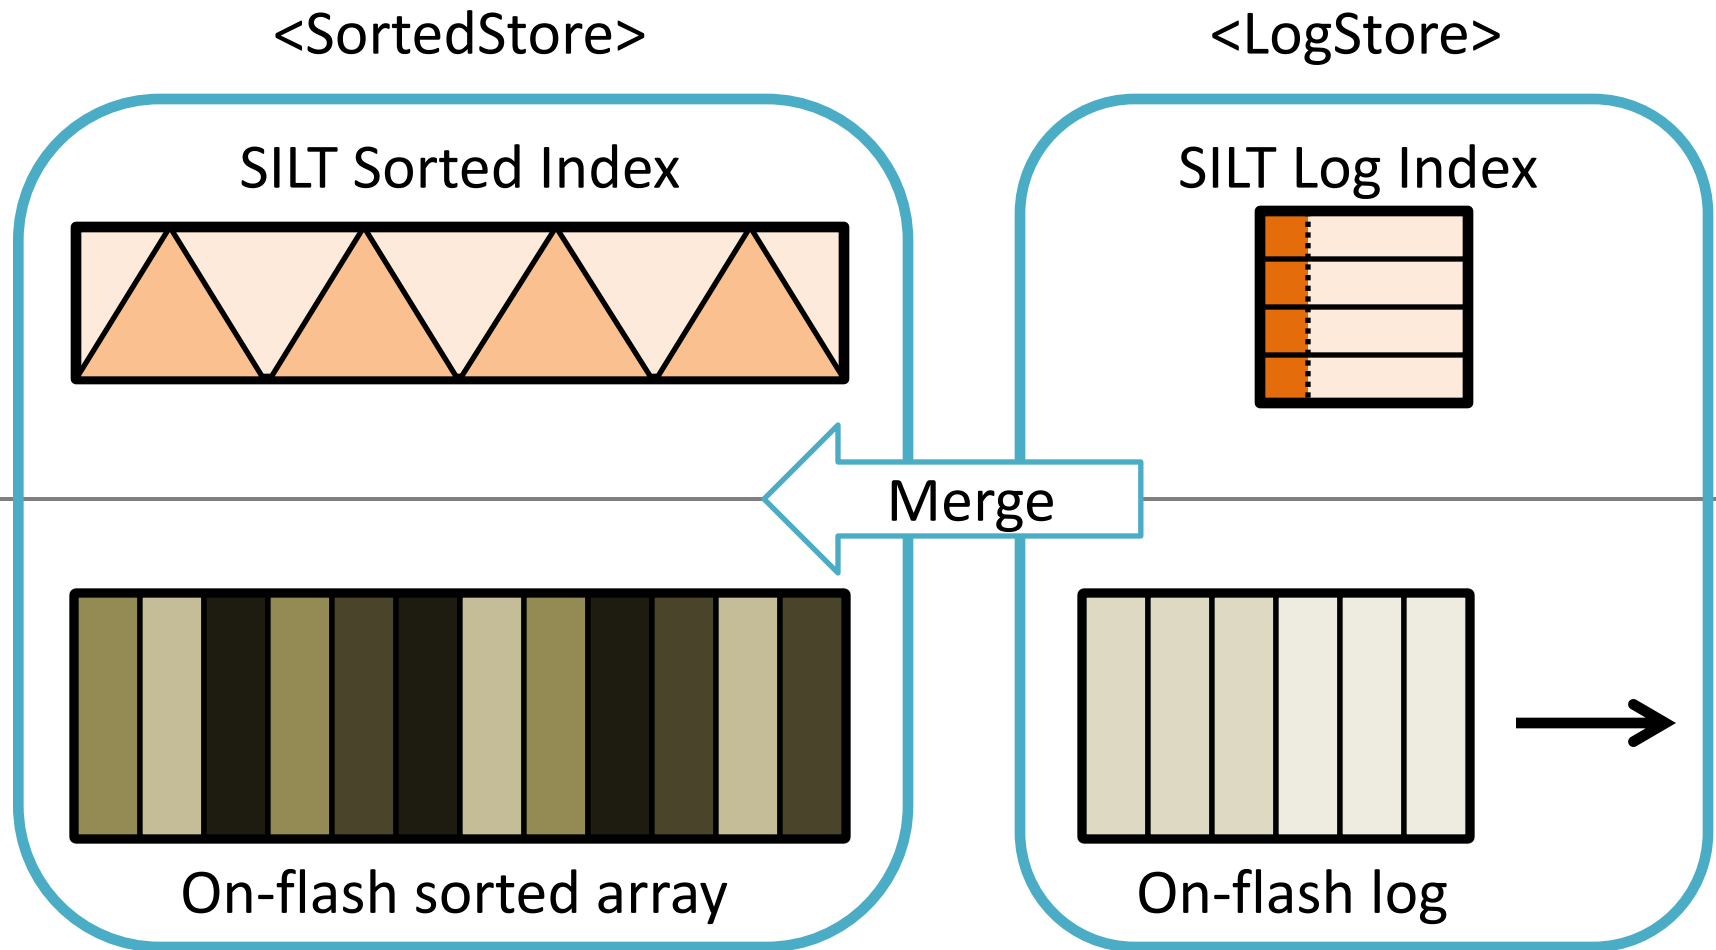 <SortedStore>
<LogStore>
SILT Sorted Index
SILT Log Index
Merge
On-flash sorted array
On-flash log